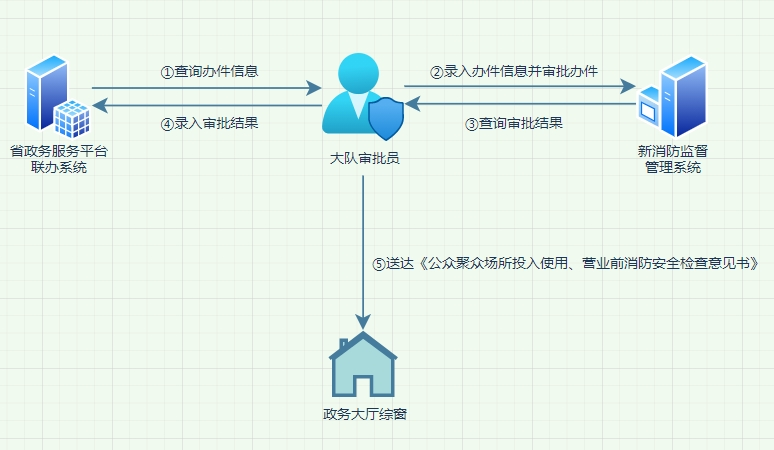 ①查询办件信息
②录入办件信息并审批办件
④录入审批结果
③查询审批结果
省政务服务平台
联办系统
大队审批员
新消防监督
管理系统
⑤送达《公众聚众场所投入使用、营业前消防安全检查意见书》
政务大厅综窗